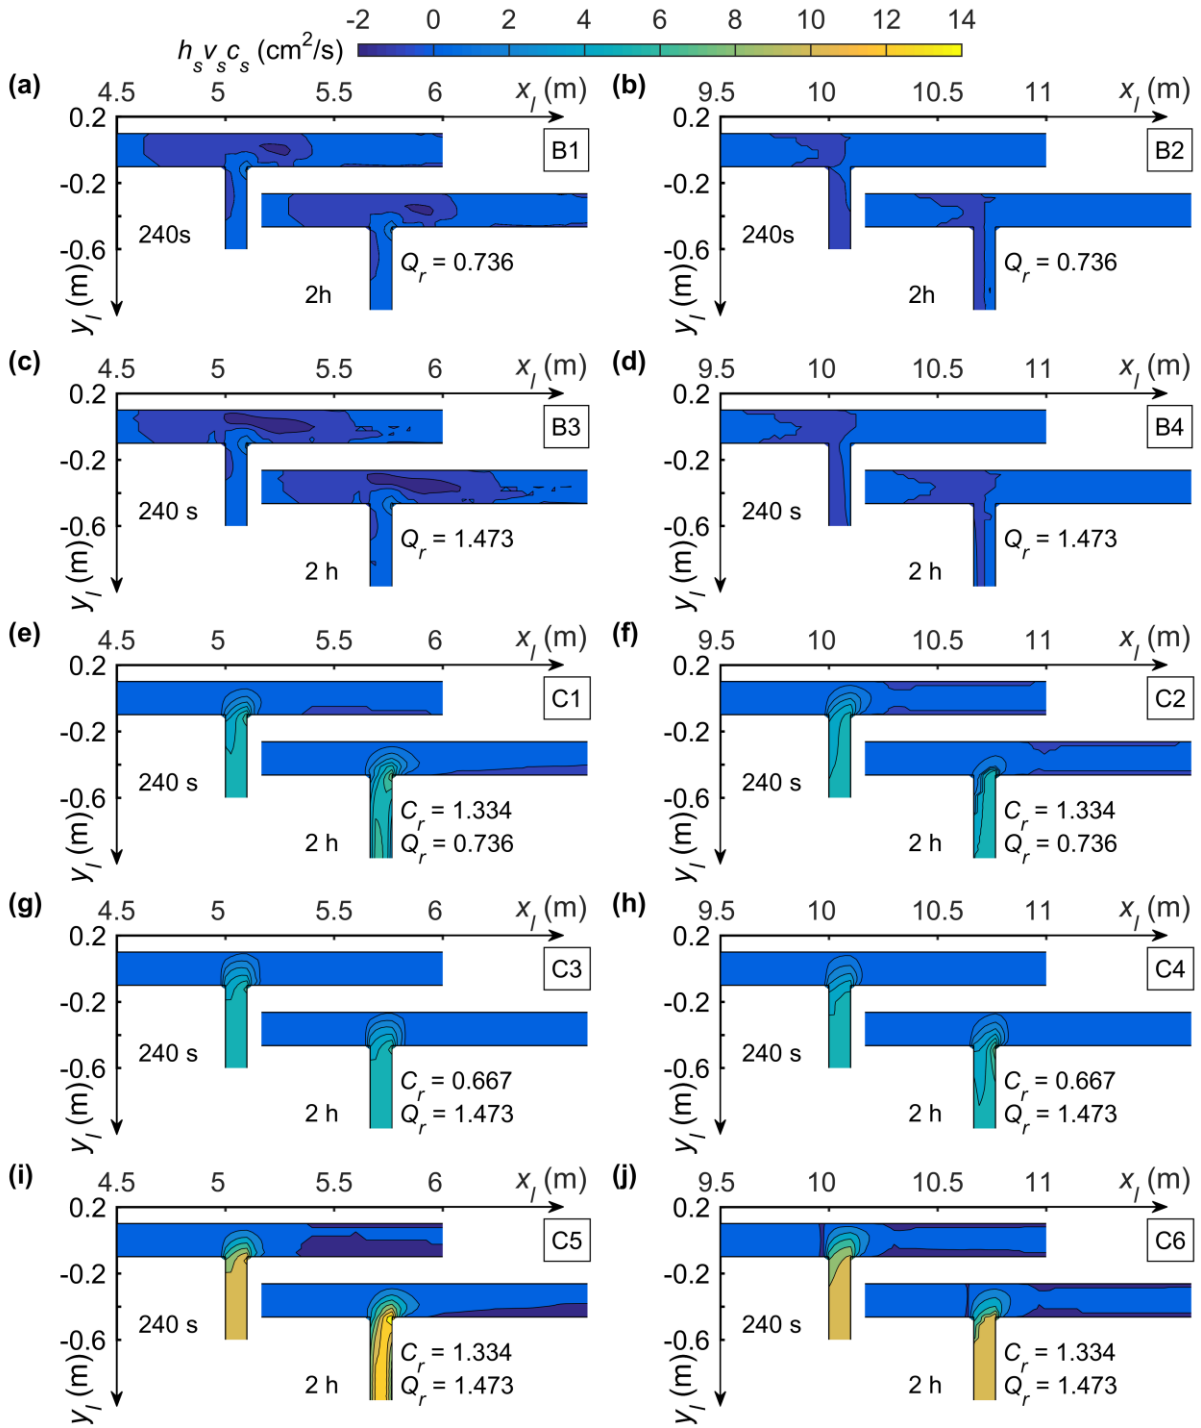 -2 0 2 4 6 8 10 12 14
h_s v_s c_s (cm²/s)
(a) 4.5 5 5.5 6 x_l (m)
0.2
-0.2
-0.6
y_l (m)
B1
240s
2h
Q_r = 0.736
(b) 9.5 10 10.5 11 x_l (m)
0.2
-0.2
-0.6
y_l (m)
B2
240s
2h
Q_r = 0.736
(c) 4.5 5 5.5 6 x_l (m)
0.2
-0.2
-0.6
y_l (m)
B3
240 s
2 h
Q_r = 1.473
(d) 9.5 10 10.5 11 x_l (m)
0.2
-0.2
-0.6
y_l (m)
B4
240s
2 h
Q_r = 1.473
(e) 4.5 5 5.5 6 x_l (m)
0.2
-0.2
-0.6
y_l (m)
C1
240 s
2 h
C_r = 1.334
Q_r = 0.736
(f) 9.5 10 10.5 11 x_l (m)
0.2
-0.2
-0.6
y_l (m)
C2
240 s
2 h
C_r = 1.334
Q_r = 0.736
(g) 4.5 5 5.5 6 x_l (m)
0.2
-0.2
-0.6
y_l (m)
C3
240 s
2 h
C_r = 0.667
Q_r = 1.473
(h) 9.5 10 10.5 11 x_l (m)
0.2
-0.2
-0.6
y_l (m)
C4
240 s
2 h
C_r = 0.667
Q_r = 1.473
(i) 4.5 5 5.5 6 x_l (m)
0.2
-0.2
-0.6
y_l (m)
C5
240 s
2 h
C_r = 1.334
Q_r = 1.473
(j) 9.5 10 10.5 11 x_l (m)
0.2
-0.2
-0.6
y_l (m)
C6
240 s
2 h
C_r = 1.334
Q_r = 1.473